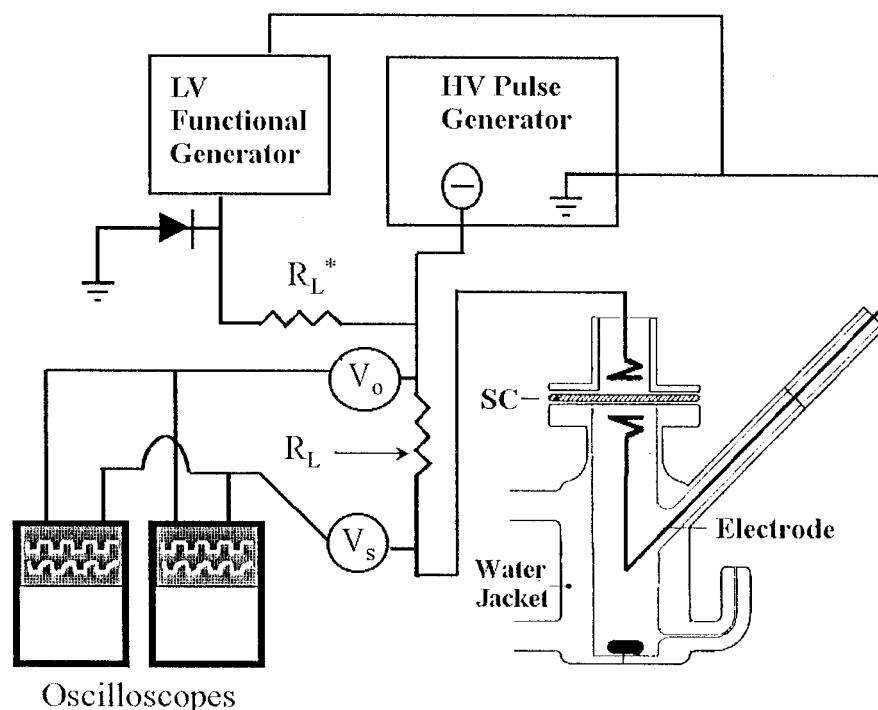 LV
Functional
Generator
HV Pulse
Generator
−
R_L*
V_o
SC
R_L
V_s
Electrode
Water
Jacket
Oscilloscopes